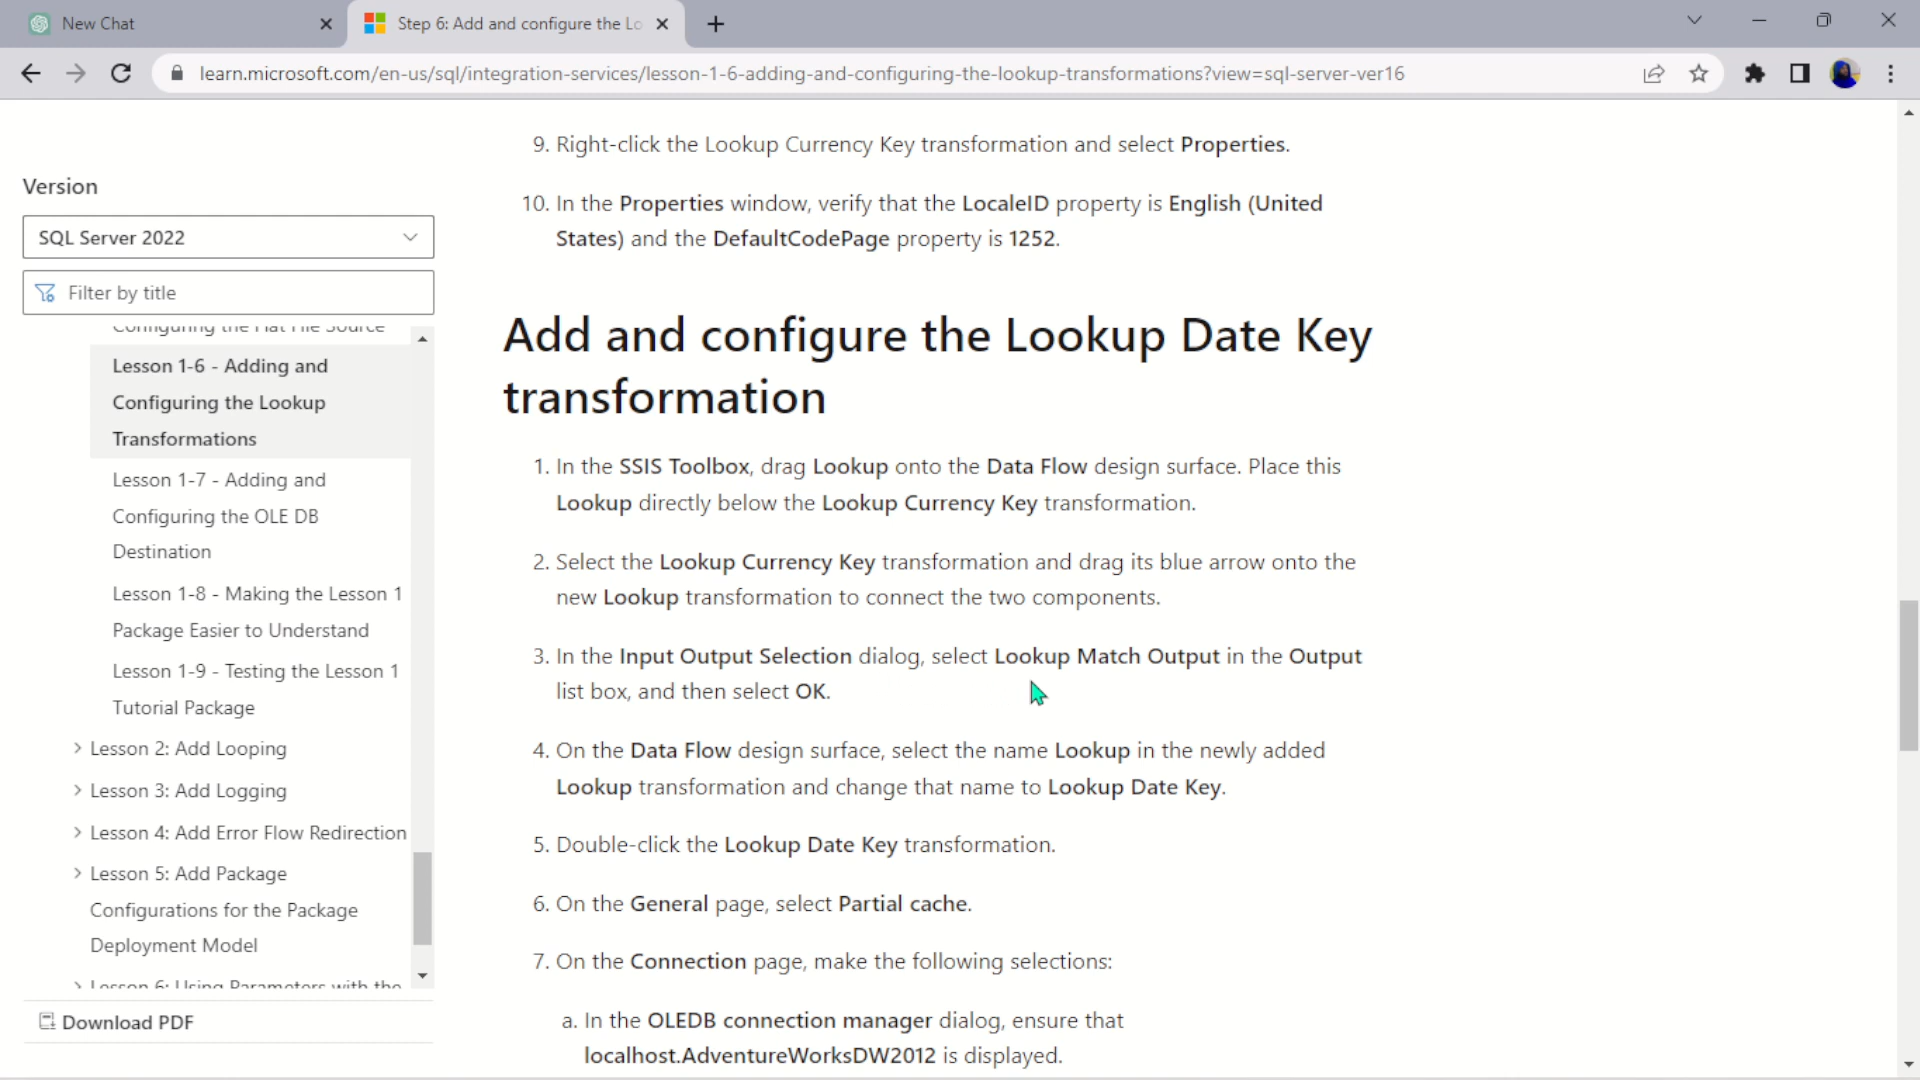 New Chat
Step 6: Add and configure the Lo
learn.microsoft.com/en-us/sql/integration-services/lesson-1-6-adding-and-configuring-the-lookup-transformations?view=sql-server-ver16
Version
SQL Server 2022
Filter by title
Configuring the Flat File Source
Lesson 1-6 - Adding and
Configuring the Lookup
Transformations
Lesson 1-7 - Adding and
Configuring the OLE DB
Destination
Lesson 1-8 - Making the Lesson 1
Package Easier to Understand
Lesson 1-9 - Testing the Lesson 1
Tutorial Package
Lesson 2: Add Looping
Lesson 3: Add Logging
Lesson 4: Add Error Flow Redirection
Lesson 5: Add Package
Configurations for the Package
Deployment Model
Lesson 6: Using Parameters with the
Download PDF
9. Right-click the Lookup Currency Key transformation and select Properties.
10. In the Properties window, verify that the LocaleID property is English (United
States) and the DefaultCodePage property is 1252.
Add and configure the Lookup Date Key
transformation
1. In the SSIS Toolbox, drag Lookup onto the Data Flow design surface. Place this
Lookup directly below the Lookup Currency Key transformation.
2. Select the Lookup Currency Key transformation and drag its blue arrow onto the
new Lookup transformation to connect the two components.
3. In the Input Output Selection dialog, select Lookup Match Output in the Output
list box, and then select OK.
4. On the Data Flow design surface, select the name Lookup in the newly added
Lookup transformation and change that name to Lookup Date Key.
5. Double-click the Lookup Date Key transformation.
6. On the General page, select Partial cache.
7. On the Connection page, make the following selections:
a. In the OLEDB connection manager dialog, ensure that
localhost.AdventureWorksDW2012 is displayed.